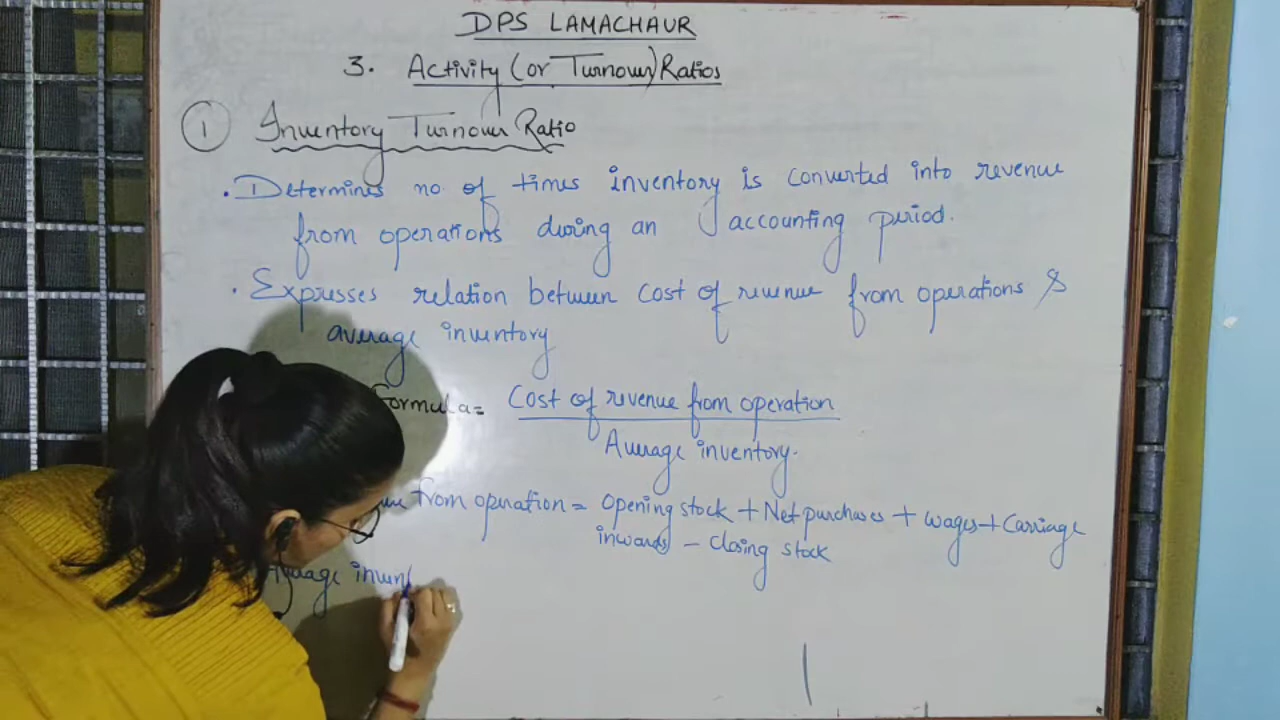 DPS LAMACHAUR
3. Activity (or Turnover) Ratios
1 Inventory Turnover Ratio
. Determines no of times inventory is converted into revenue
from operations during an accounting period.
. Expresses relation between cost of revenue from operations &
average inventory
Formula = Cost of revenue from operation
Average inventory.
from operation = Opening stock + Net purchases + wages + Carriage
inwards - Closing stock
Average inven